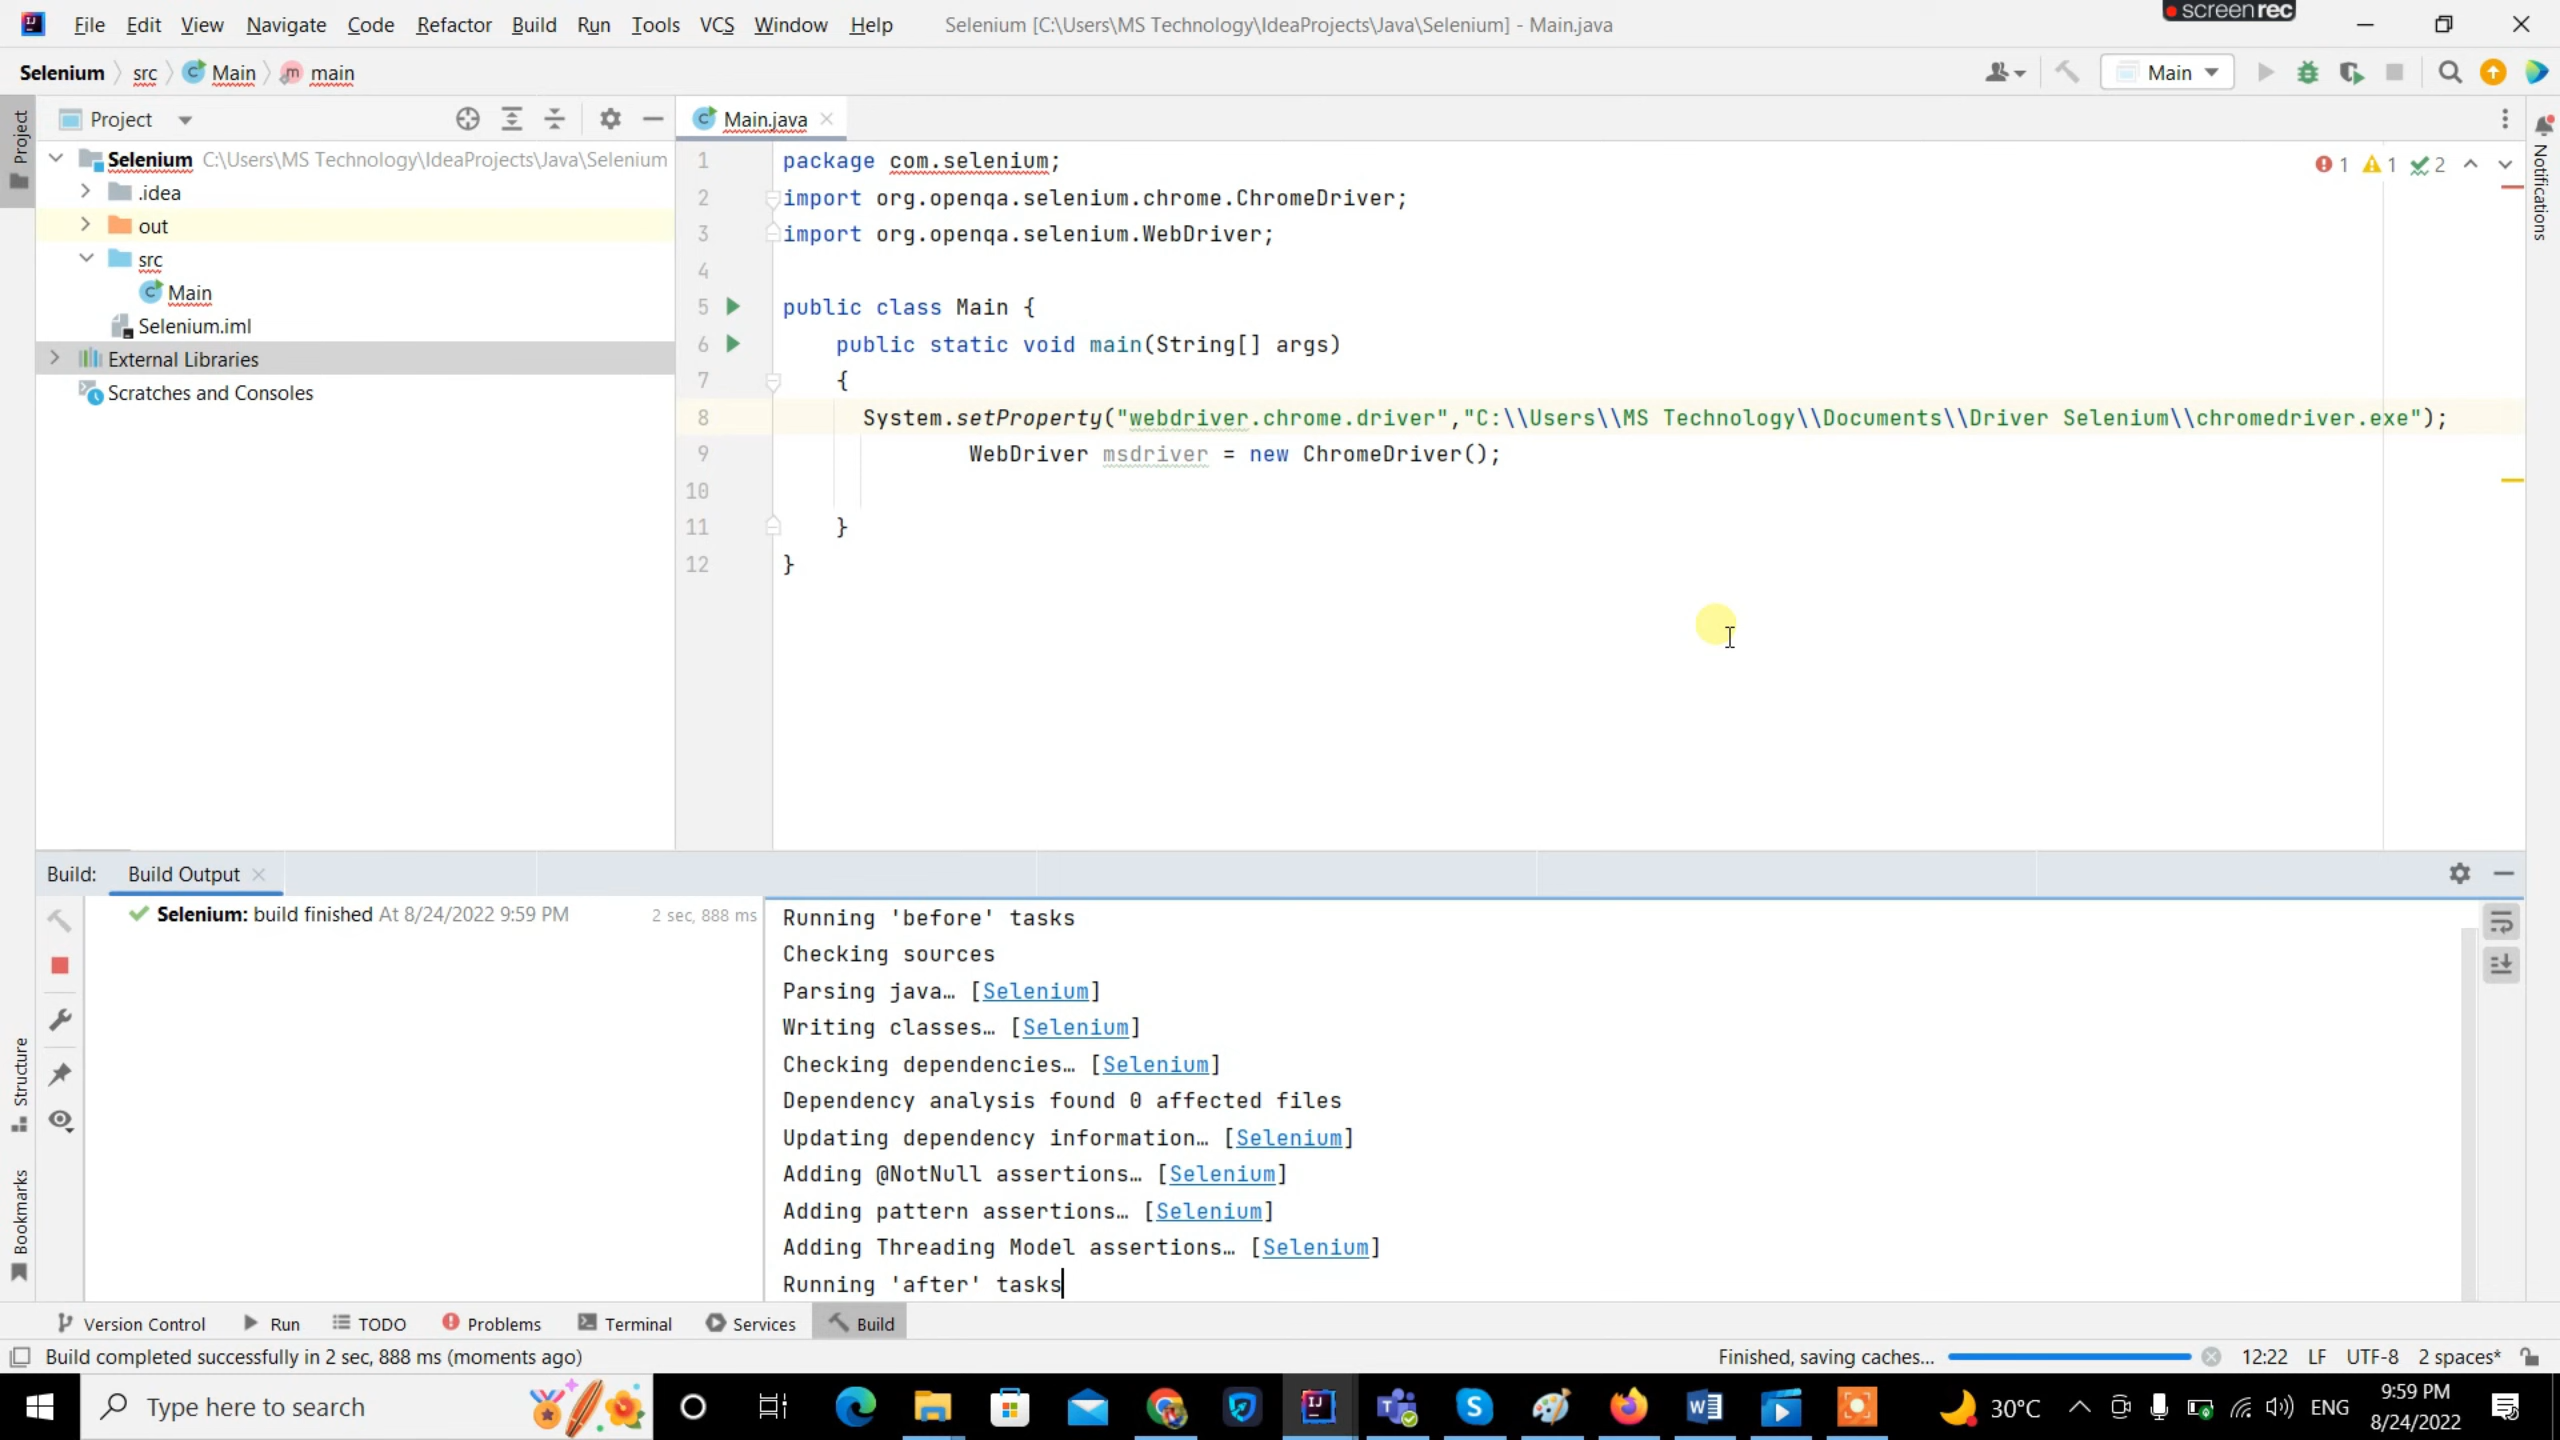 File Edit View Navigate Code Refactor Build Run Tools VCS Window Help Selenium [C:\Users\MS Technology\IdeaProjects\Java\Selenium] - Main.java
screenrec
Selenium src Main main
Main
Project
Main.java
Project
Selenium C:\Users\MS Technology\IdeaProjects\Java\Selenium
.idea
out
src
Main
Selenium.iml
External Libraries
Scratches and Consoles
1 package com.selenium;
2 import org.openqa.selenium.chrome.ChromeDriver;
3 import org.openqa.selenium.WebDriver;
4
5 public class Main {
6 public static void main(String[] args)
7 {
8 System.setProperty("webdriver.chrome.driver","C:\\Users\\MS Technology\\Documents\\Driver Selenium\\chromedriver.exe");
9 WebDriver msdriver = new ChromeDriver();
10
11 }
12 }
1 1 2
Notifications
Build: Build Output
Selenium: build finished At 8/24/2022 9:59 PM 2 sec, 888 ms
Running 'before' tasks
Checking sources
Parsing java… [Selenium]
Writing classes… [Selenium]
Checking dependencies… [Selenium]
Dependency analysis found 0 affected files
Updating dependency information… [Selenium]
Adding @NotNull assertions… [Selenium]
Adding pattern assertions… [Selenium]
Adding Threading Model assertions… [Selenium]
Running 'after' tasks
Structure
Bookmarks
Version Control Run TODO Problems Terminal Services Build
Build completed successfully in 2 sec, 888 ms (moments ago)
Finished, saving caches... 12:22 LF UTF-8 2 spaces*
Type here to search
30°C ENG
9:59 PM
8/24/2022